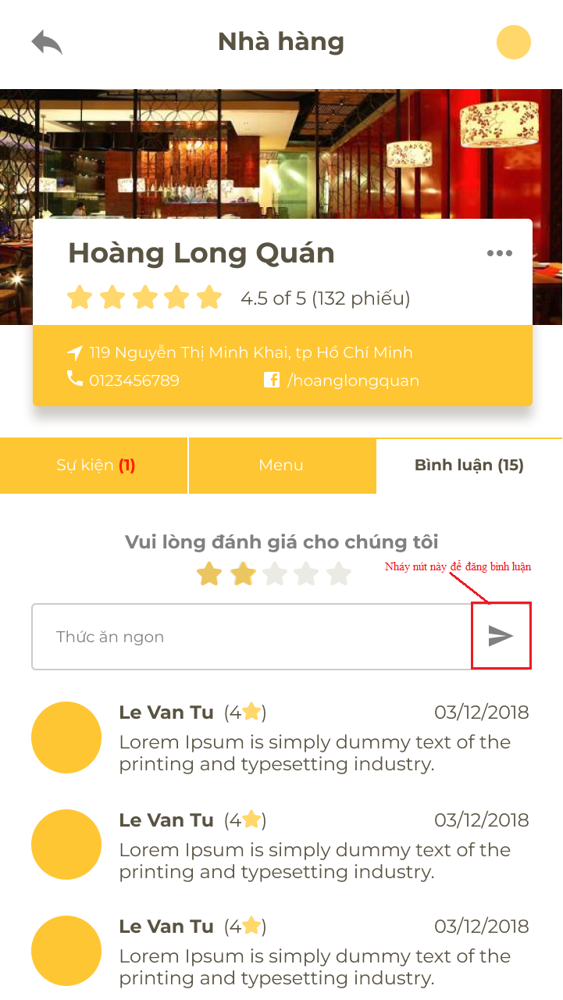 Nhà hàng
Hoàng Long Quán
4.5 of 5 (132 phiếu)
119 Nguyễn Thị Minh Khai, tp Hồ Chí Minh
0123456789 /hoanglongquan
Sự kiện (1) Menu Bình luận (15)
Vui lòng đánh giá cho chúng tôi
Nháy nút này để đăng bình luận
Thức ăn ngon
Le Van Tu (4) 03/12/2018
Lorem Ipsum is simply dummy text of the
printing and typesetting industry.
Le Van Tu (4) 03/12/2018
Lorem Ipsum is simply dummy text of the
printing and typesetting industry.
Le Van Tu (4) 03/12/2018
Lorem Ipsum is simply dummy text of the
printing and typesetting industry.